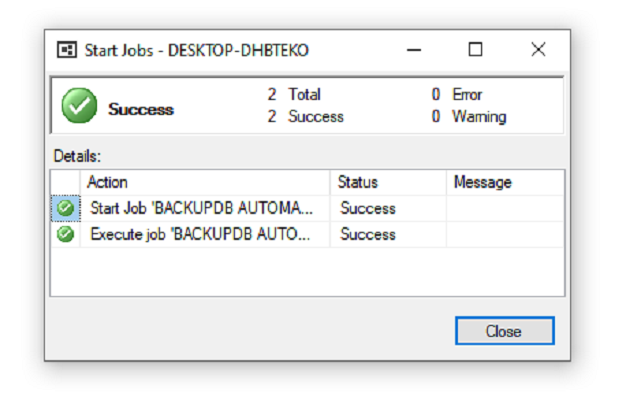 Start Jobs - DESKTOP-DHBTEKO
Success
2 Total
0 Error
2 Success
0 Warning
Details:
Action Status Message
Start Job 'BACKUPDB AUTOMA... Success
Execute job 'BACKUPDB AUTO... Success
Close